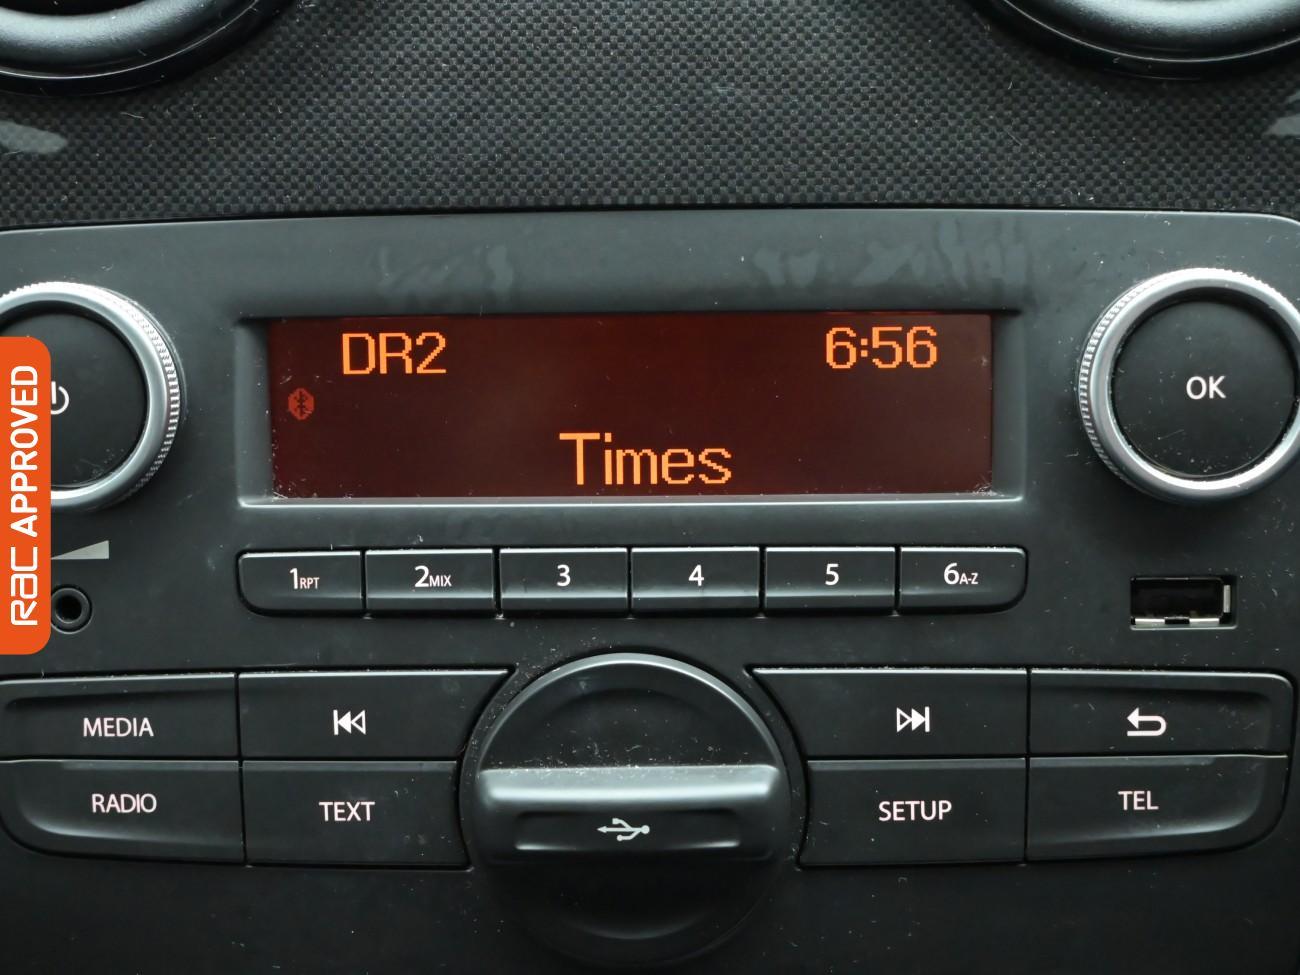 DR2
6:56
Times
OK
1RPT
2MIX
3
4
5
6A-Z
MEDIA
RADIO
TEXT
SETUP
TEL
RAC APPROVED